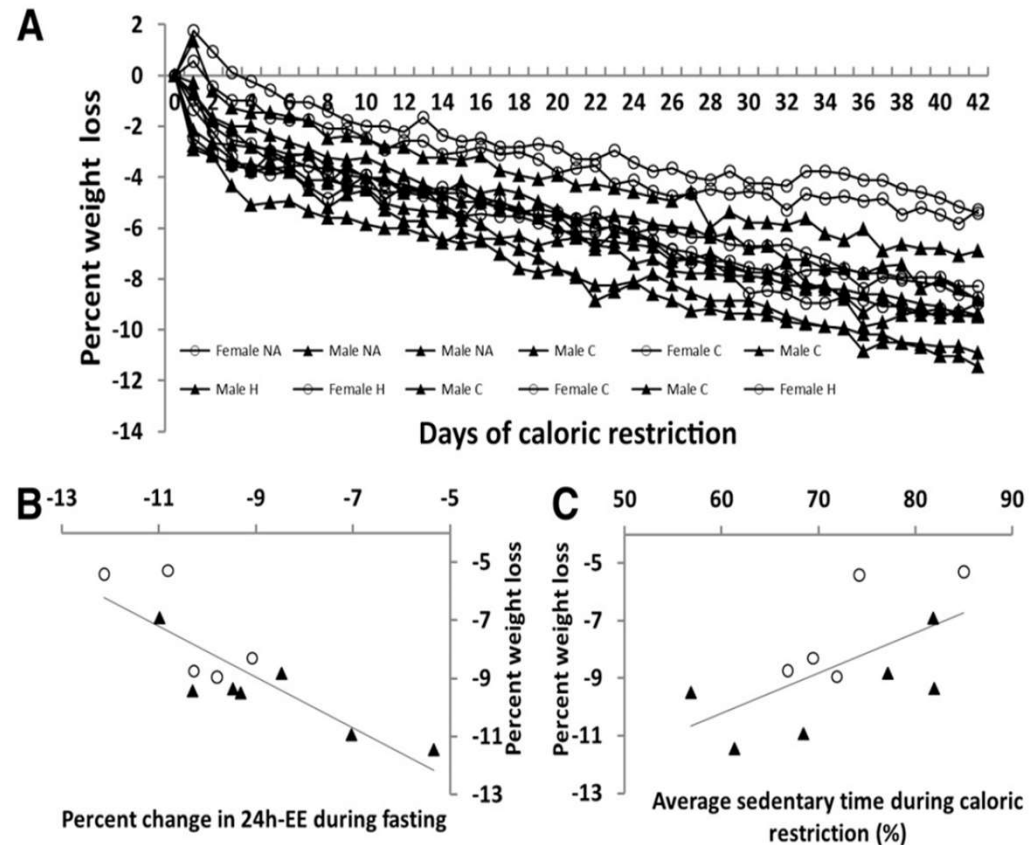 A
2
0
-2
-4
-6
-8
-10
-12
-14
Percent weight loss
0 2 8 10 12 14 16 18 20 22 24 26 28 30 32 34 36 38 40 42
Female NA Male NA Male NA Male C Female C Male C
Male H Female H Male C Female C Male C Female H
Days of caloric restriction
B
-13 -11 -9 -7 -5
-5
-7
-9
-11
-13
Percent weight loss
Percent change in 24h-EE during fasting
C
50 60 70 80 90
-5
-7
-9
-11
-13
Percent weight loss
Average sedentary time during caloric
restriction (%)